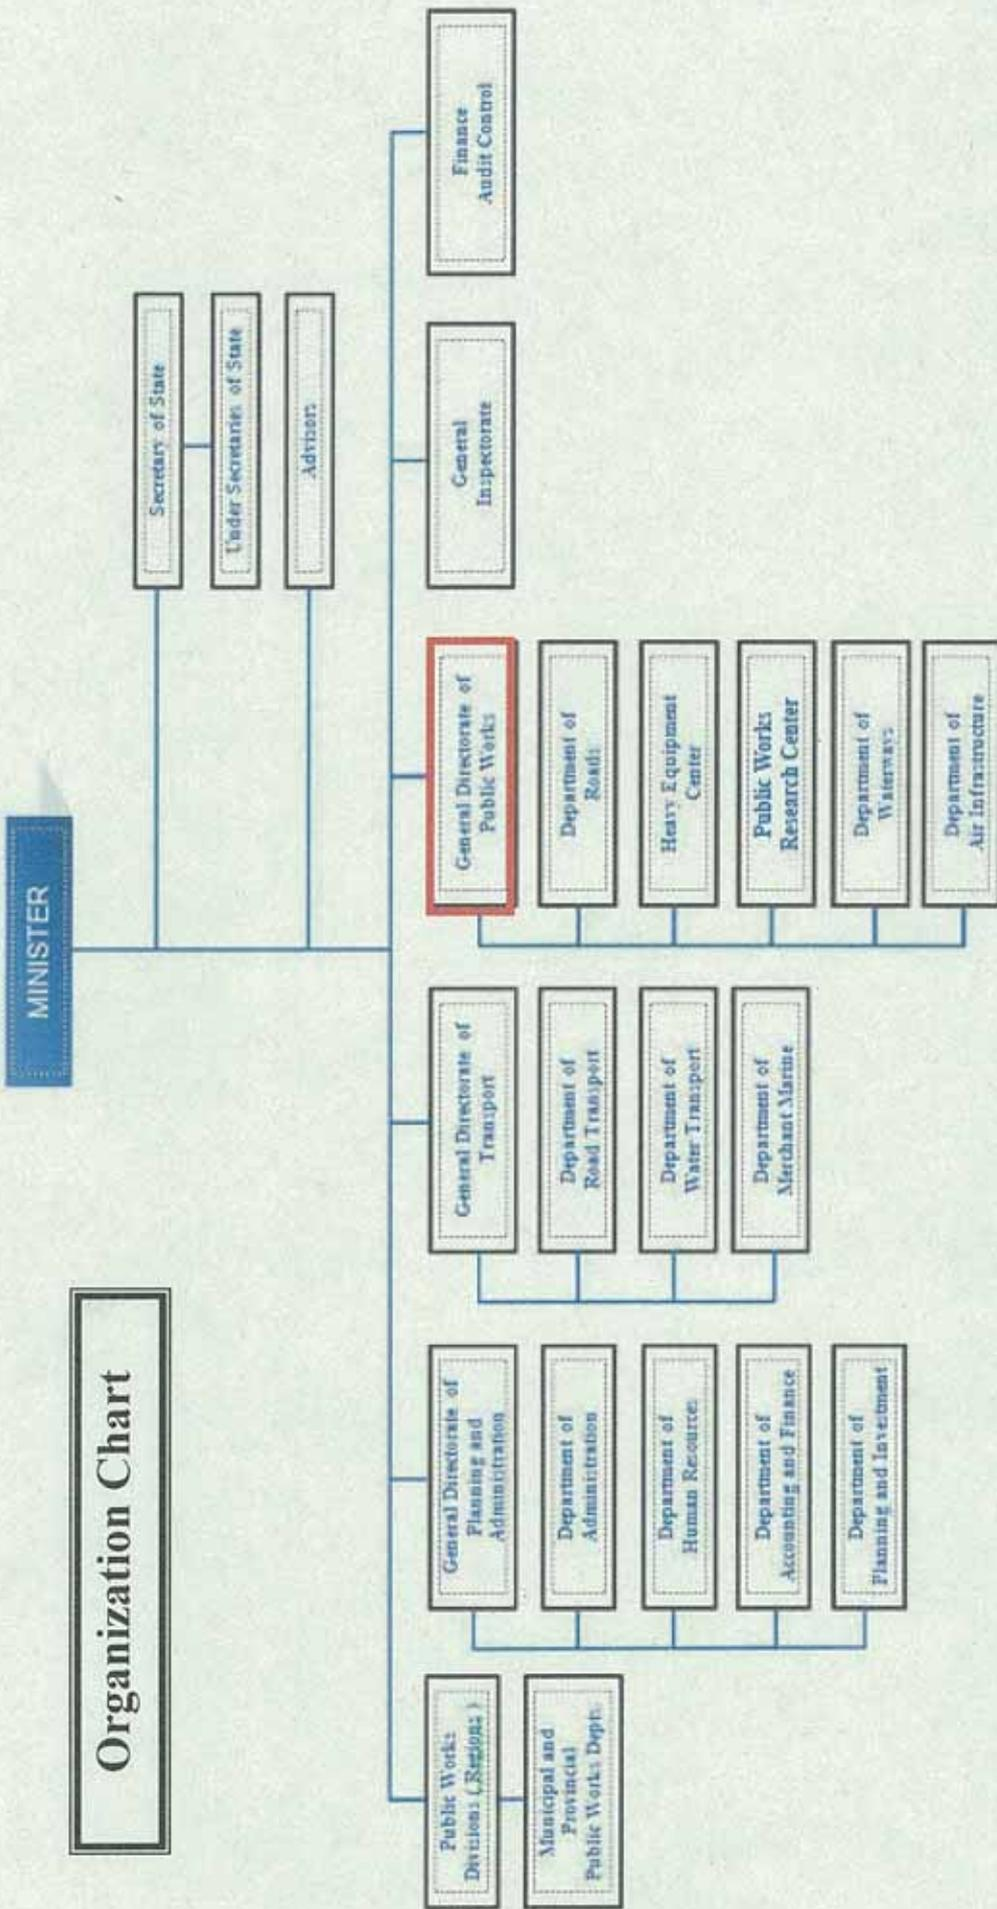 Organization Chart
MINISTER
Secretary of State
Under Secretaries of State
Advisors
Public Works
Divisions ( Regions )
Municipal and
Provincial
Public Works Depts.
General Directorate of
Planning and
Administration
Department of
Administration
Department of
Human Resources
Department of
Accounting and Finance
Department of
Planning and Investment
General Directorate of
Transport
Department of
Road Transport
Department of
Water Transport
Department of
Merchant Marine
General Directorate of
Public Works
Department of
Roads
Heavy Equipment
Center
Public Works
Research Center
Department of
Waterways
Department of
Air Infrastructure
General
Inspectorate
Finance
Audit Control